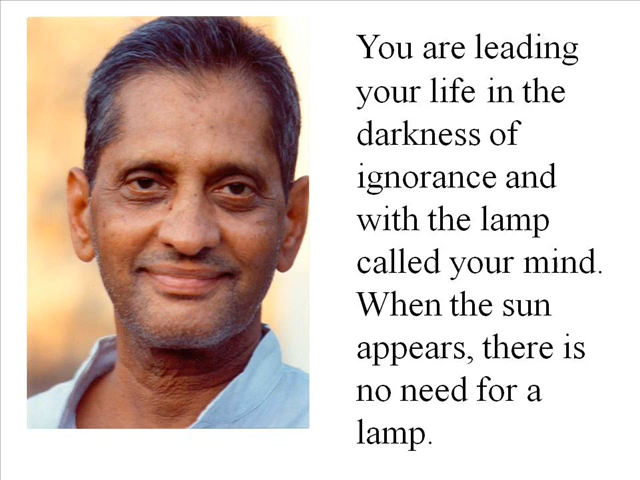 You are leading
your life in the
darkness of
ignorance and
with the lamp
called your mind.
When the sun
appears, there is
no need for a
lamp.